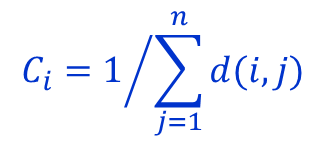 C_i = 1/∑_{j=1}^{n} d(i,j)